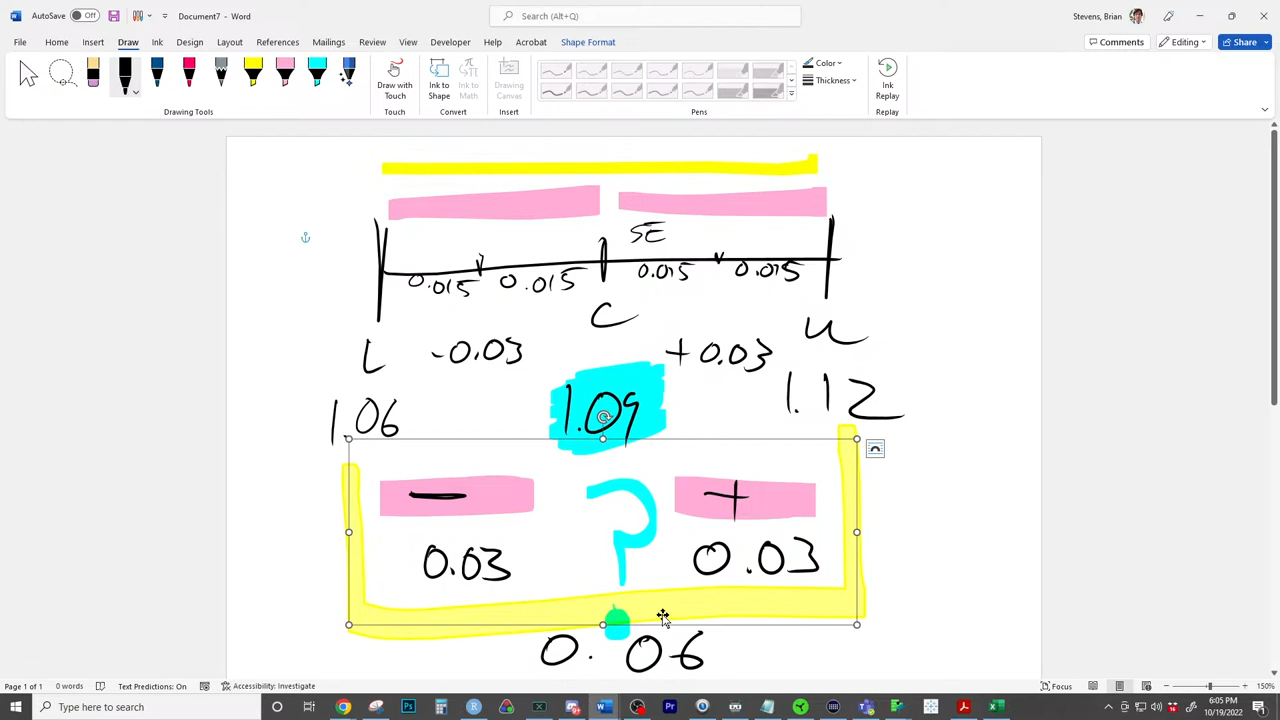 AutoSave Off Document7 - Word Search (Alt+Q) Stevens, Brian
File Home Insert Draw Ink Design Layout References Mailings Review View Developer Help Acrobat Shape Format Comments Editing Share
Draw with Touch Ink to Shape Ink to Math Drawing Canvas Color Thickness Ink Replay
Drawing Tools Touch Convert Insert Pens Replay
SE
0.015 0.015 0.015 0.015
C
L -0.03 +0.03 U
1.06 1.09 1.12
- ? +
0.03 0.03
0.06
Page 1 of 1 0 words Text Predictions: On Accessibility: Investigate Focus 150%
Type here to search 6:05 PM
10/19/2022